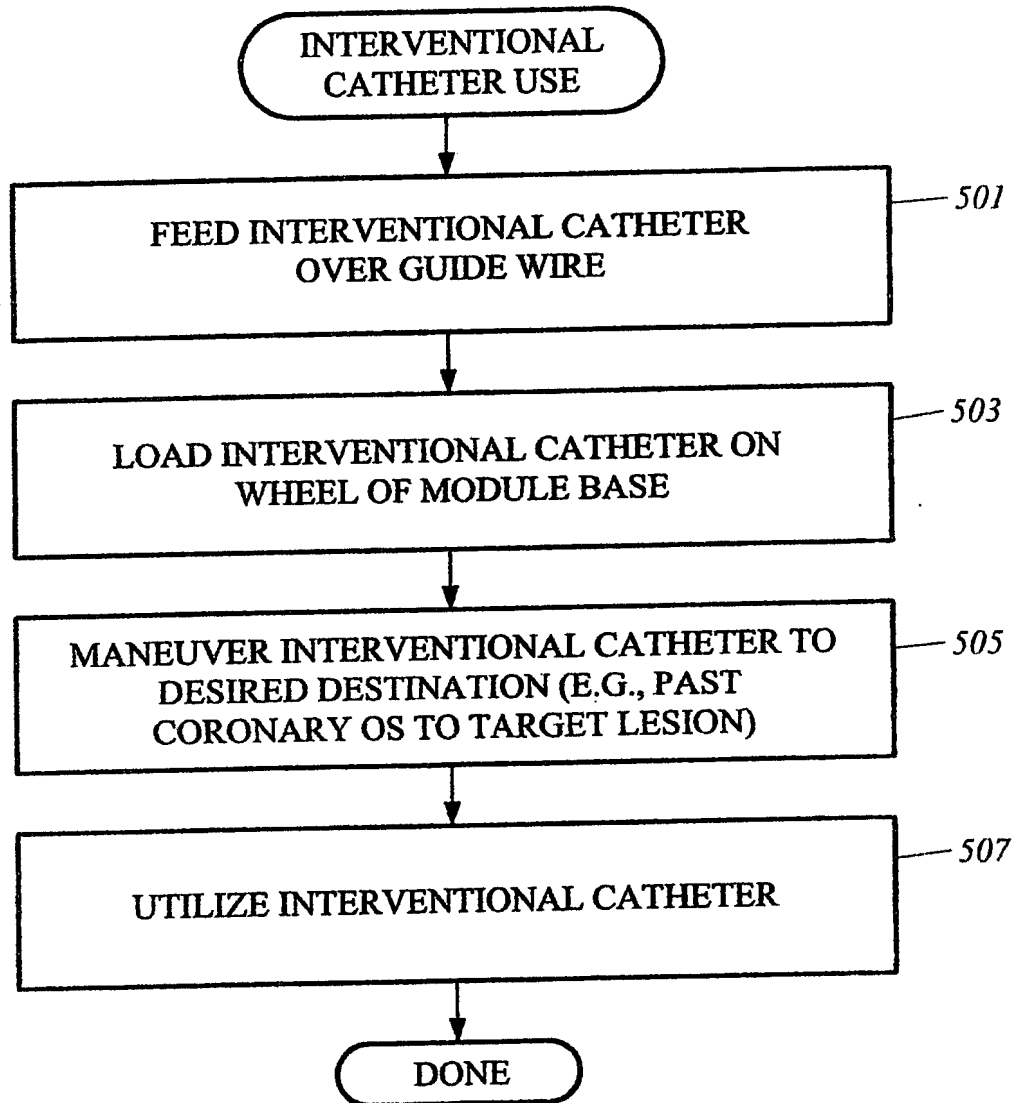 INTERVENTIONAL
CATHETER USE
501
FEED INTERVENTIONAL CATHETER
OVER GUIDE WIRE
503
LOAD INTERVENTIONAL CATHETER ON
WHEEL OF MODULE BASE
505
MANEUVER INTERVENTIONAL CATHETER TO
DESIRED DESTINATION (E.G., PAST
CORONARY OS TO TARGET LESION)
507
UTILIZE INTERVENTIONAL CATHETER
DONE